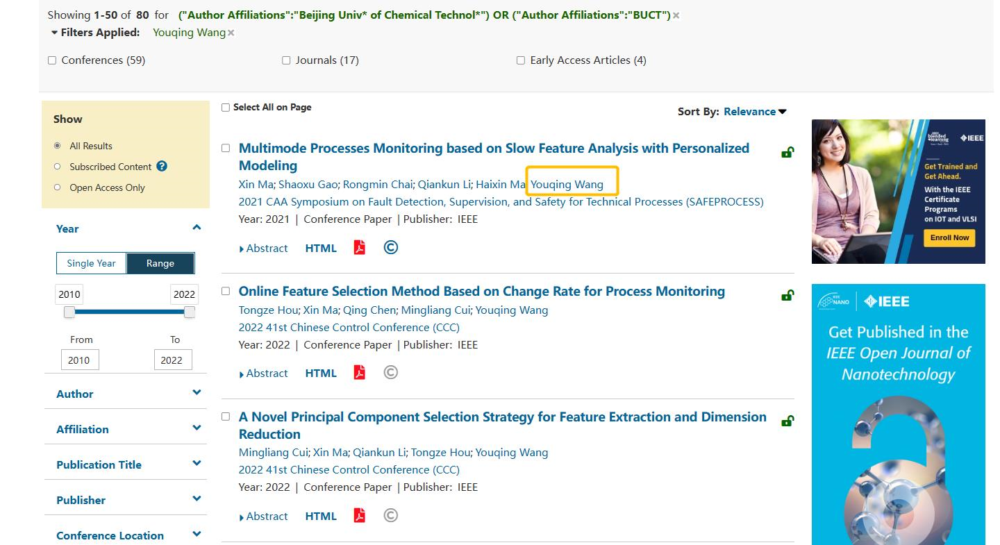 Showing 1-50 of 80 for ("Author Affiliations":"Beijing Univ* of Chemical Technol*") OR ("Author Affiliations":"BUCT") ×
Filters Applied: Youqing Wang ×
Conferences (59)
Journals (17)
Early Access Articles (4)
Show
All Results
Subscribed Content ?
Open Access Only
Year
Single Year
Range
2010
2022
From
To
2010
2022
Author
Affiliation
Publication Title
Publisher
Conference Location
Select All on Page
Sort By: Relevance
Multimode Processes Monitoring based on Slow Feature Analysis with Personalized
Modeling
Xin Ma; Shaoxu Gao; Rongmin Chai; Qiankun Li; Haixin Ma Youqing Wang
2021 CAA Symposium on Fault Detection, Supervision, and Safety for Technical Processes (SAFEPROCESS)
Year: 2021 | Conference Paper | Publisher: IEEE
Abstract HTML ©
Online Feature Selection Method Based on Change Rate for Process Monitoring
Tongze Hou; Xin Ma; Qing Chen; Mingliang Cui; Youqing Wang
2022 41st Chinese Control Conference (CCC)
Year: 2022 | Conference Paper | Publisher: IEEE
Abstract HTML ©
A Novel Principal Component Selection Strategy for Feature Extraction and Dimension
Reduction
Mingliang Cui; Xin Ma; Qiankun Li; Tongze Hou; Youqing Wang
2022 41st Chinese Control Conference (CCC)
Year: 2022 | Conference Paper | Publisher: IEEE
Abstract HTML ©
IEEE
blended
learning
IEEE
Get Trained and
Get Ahead.
With the IEEE
Certificate
Programs
on IOT and VLSI
Enroll Now
IEEE
NANO
IEEE
Get Published in the
IEEE Open Journal of
Nanotechnology